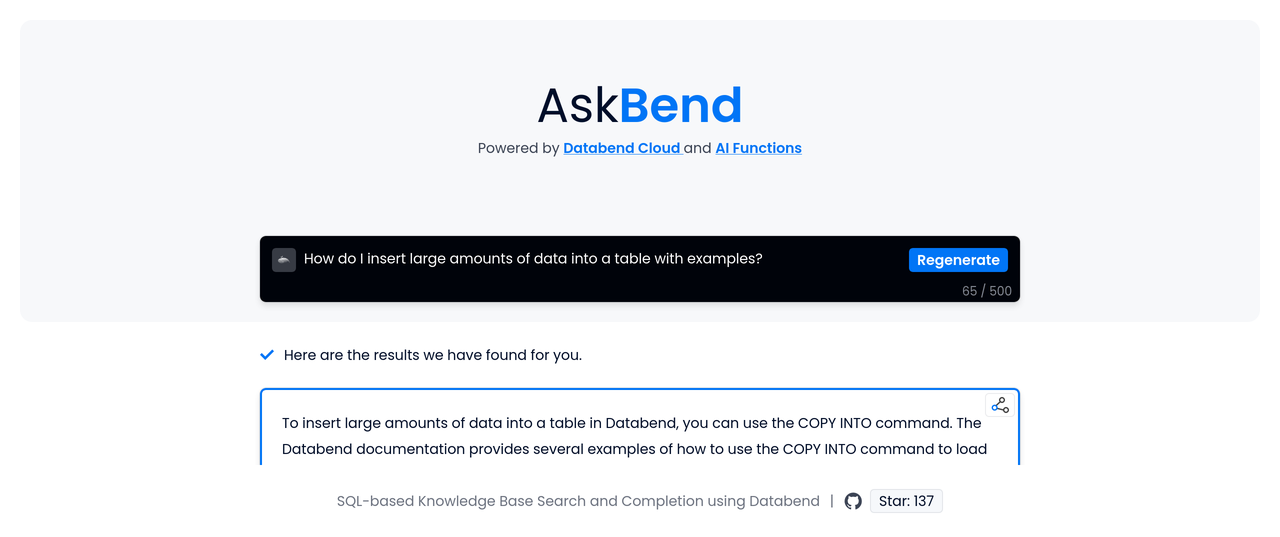 AskBend
Powered by Databend Cloud and AI Functions
How do I insert large amounts of data into a table with examples?
Regenerate
65 / 500
Here are the results we have found for you.
To insert large amounts of data into a table in Databend, you can use the COPY INTO command. The
Databend documentation provides several examples of how to use the COPY INTO command to load
SQL-based Knowledge Base Search and Completion using Databend | Star: 137